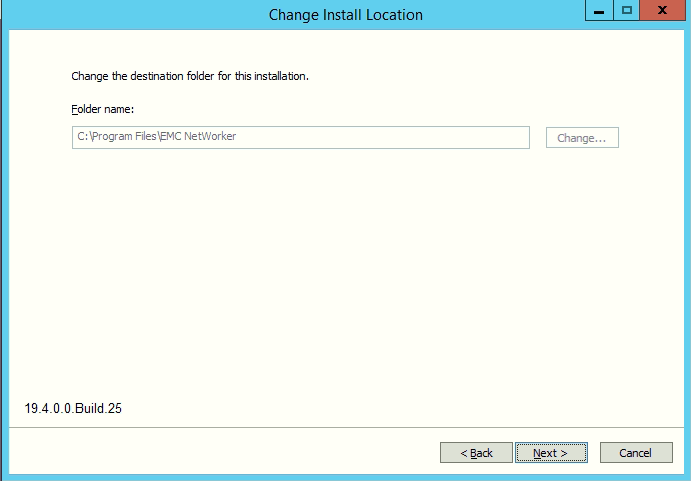 Change Install Location
Change the destination folder for this installation.
Folder name:
C:\Program Files\EMC NetWorker
Change...
19.4.0.0.Build.25
< Back
Next >
Cancel